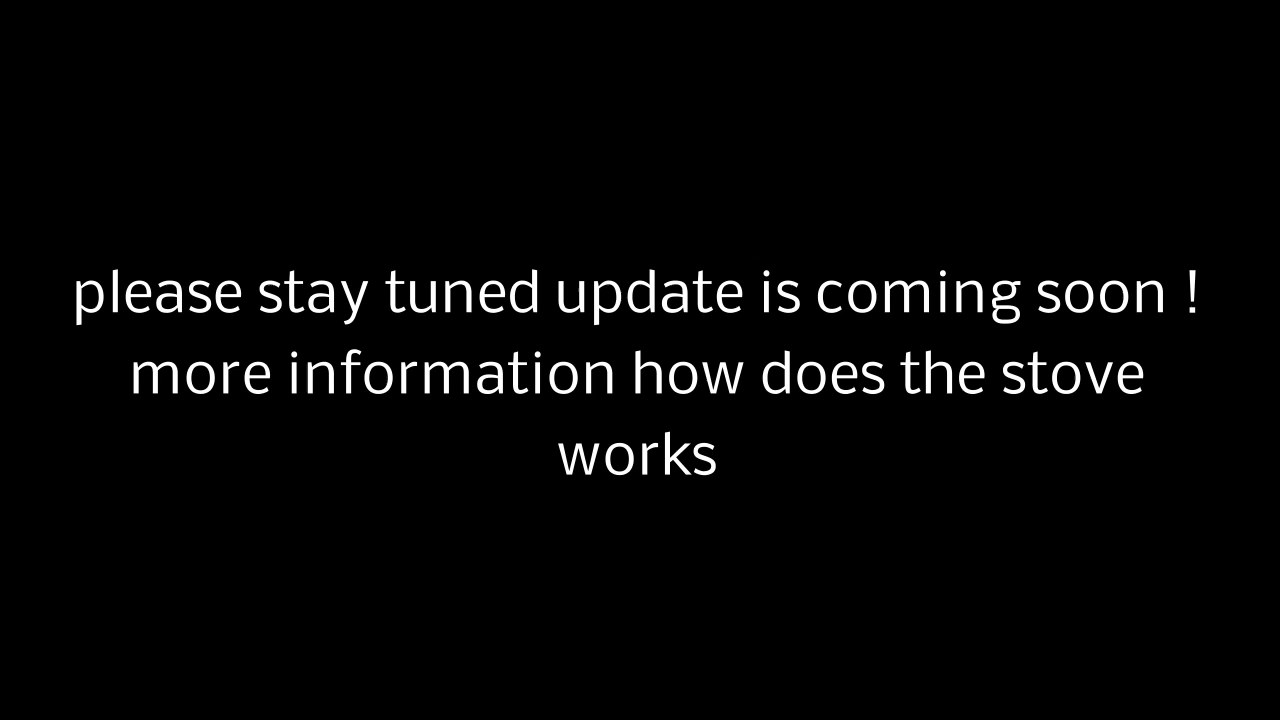 please stay tuned update is coming soon !
more information how does the stove
works